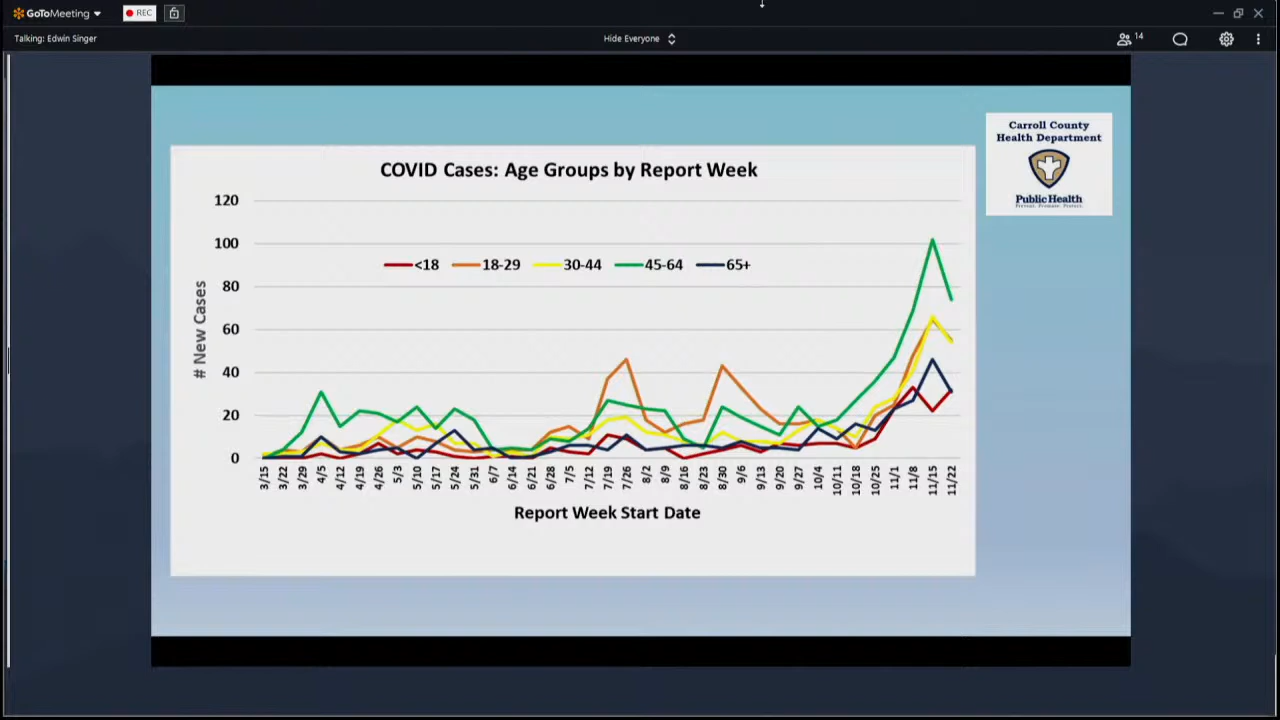 GoToMeeting
REC
Talking: Edwin Singer
Hide Everyone
14
Carroll County
Health Department
Public Health
Prevent. Promote. Protect.
COVID Cases: Age Groups by Report Week
120
100
80
60
40
20
0
# New Cases
<18 18-29 30-44 45-64 65+
3/15 3/22 3/29 4/5 4/12 4/19 4/26 5/3 5/10 5/17 5/24 5/31 6/7 6/14 6/21 6/28 7/5 7/12 7/19 7/26 8/2 8/9 8/16 8/23 8/30 9/6 9/13 9/20 9/27 10/4 10/11 10/18 10/25 11/1 11/8 11/15 11/22
Report Week Start Date